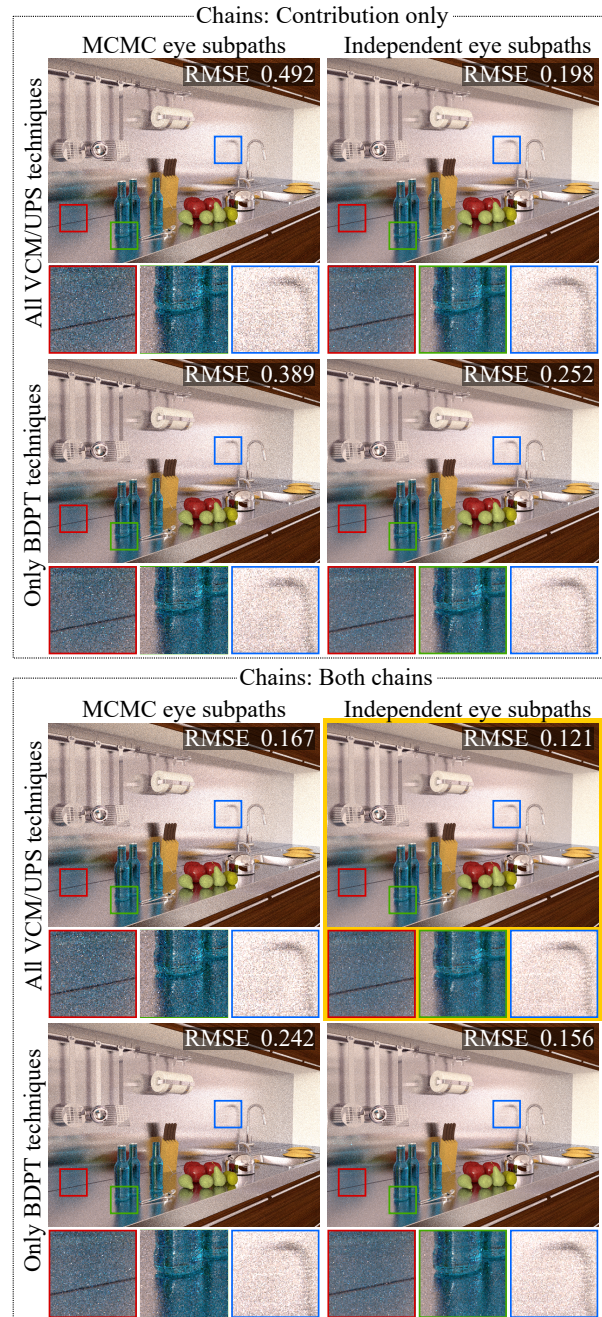 Chains: Contribution only
MCMC eye subpaths
Independent eye subpaths
All VCM/UPS techniques
RMSE 0.492
RMSE 0.198
Only BDPT techniques
RMSE 0.389
RMSE 0.252
Chains: Both chains
MCMC eye subpaths
Independent eye subpaths
All VCM/UPS techniques
RMSE 0.167
RMSE 0.121
Only BDPT techniques
RMSE 0.242
RMSE 0.156